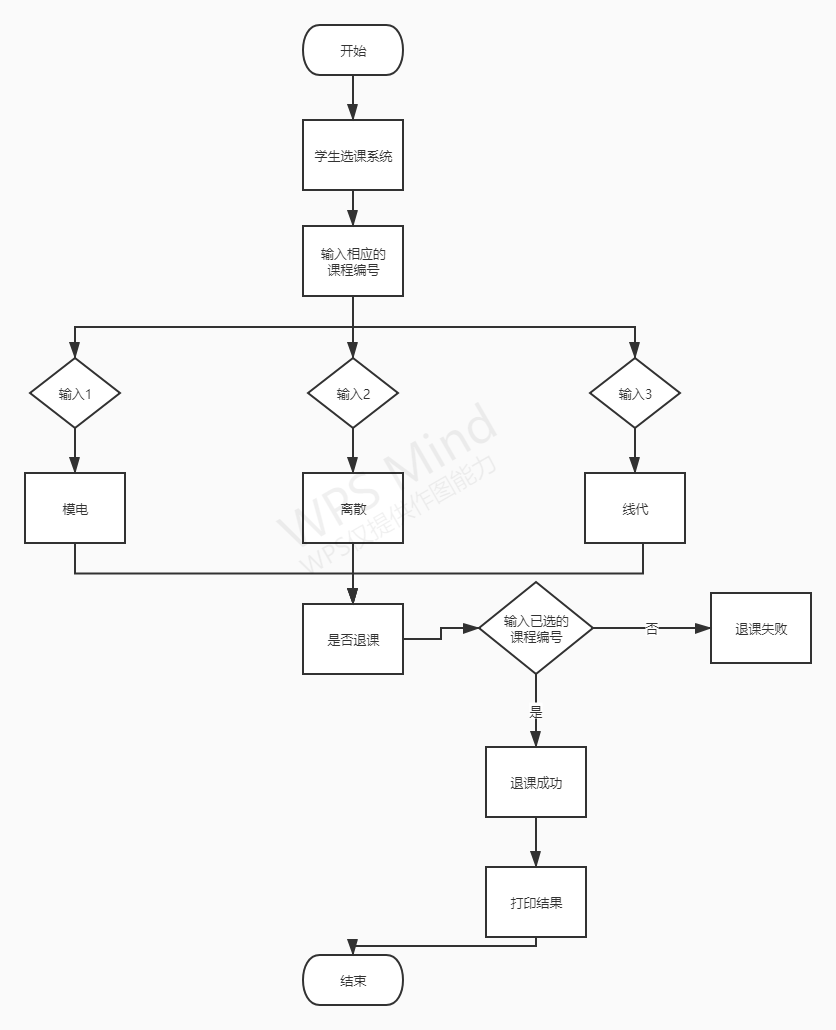 开始
学生选课系统
输入相应的
课程编号
输入1
输入2
输入3
WPS Mind
WPS仅提供作图能力
模电
离散
线代
是否退课
输入已选的
课程编号
否
退课失败
是
退课成功
打印结果
结束